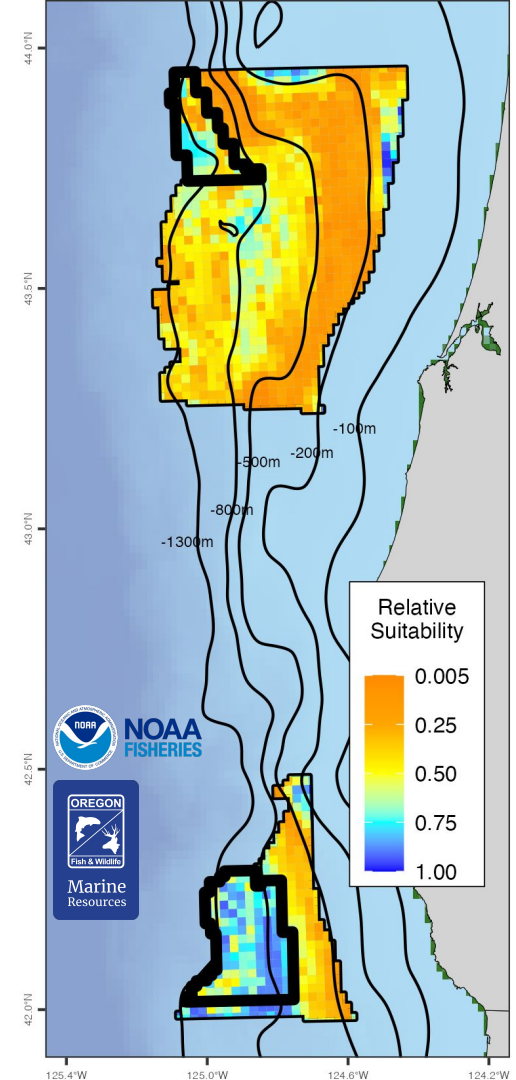 44.0°N
43.5°N
43.0°N
42.5°N
42.0°N
-100m
-200m
-500m
-800m
-1300m
Relative
Suitability
0.005
0.25
0.50
0.75
1.00
NOAA
NOAA
FISHERIES
OREGON
Fish & Wildlife
Marine
Resources
125.4°W
125.0°W
124.6°W
124.2°W